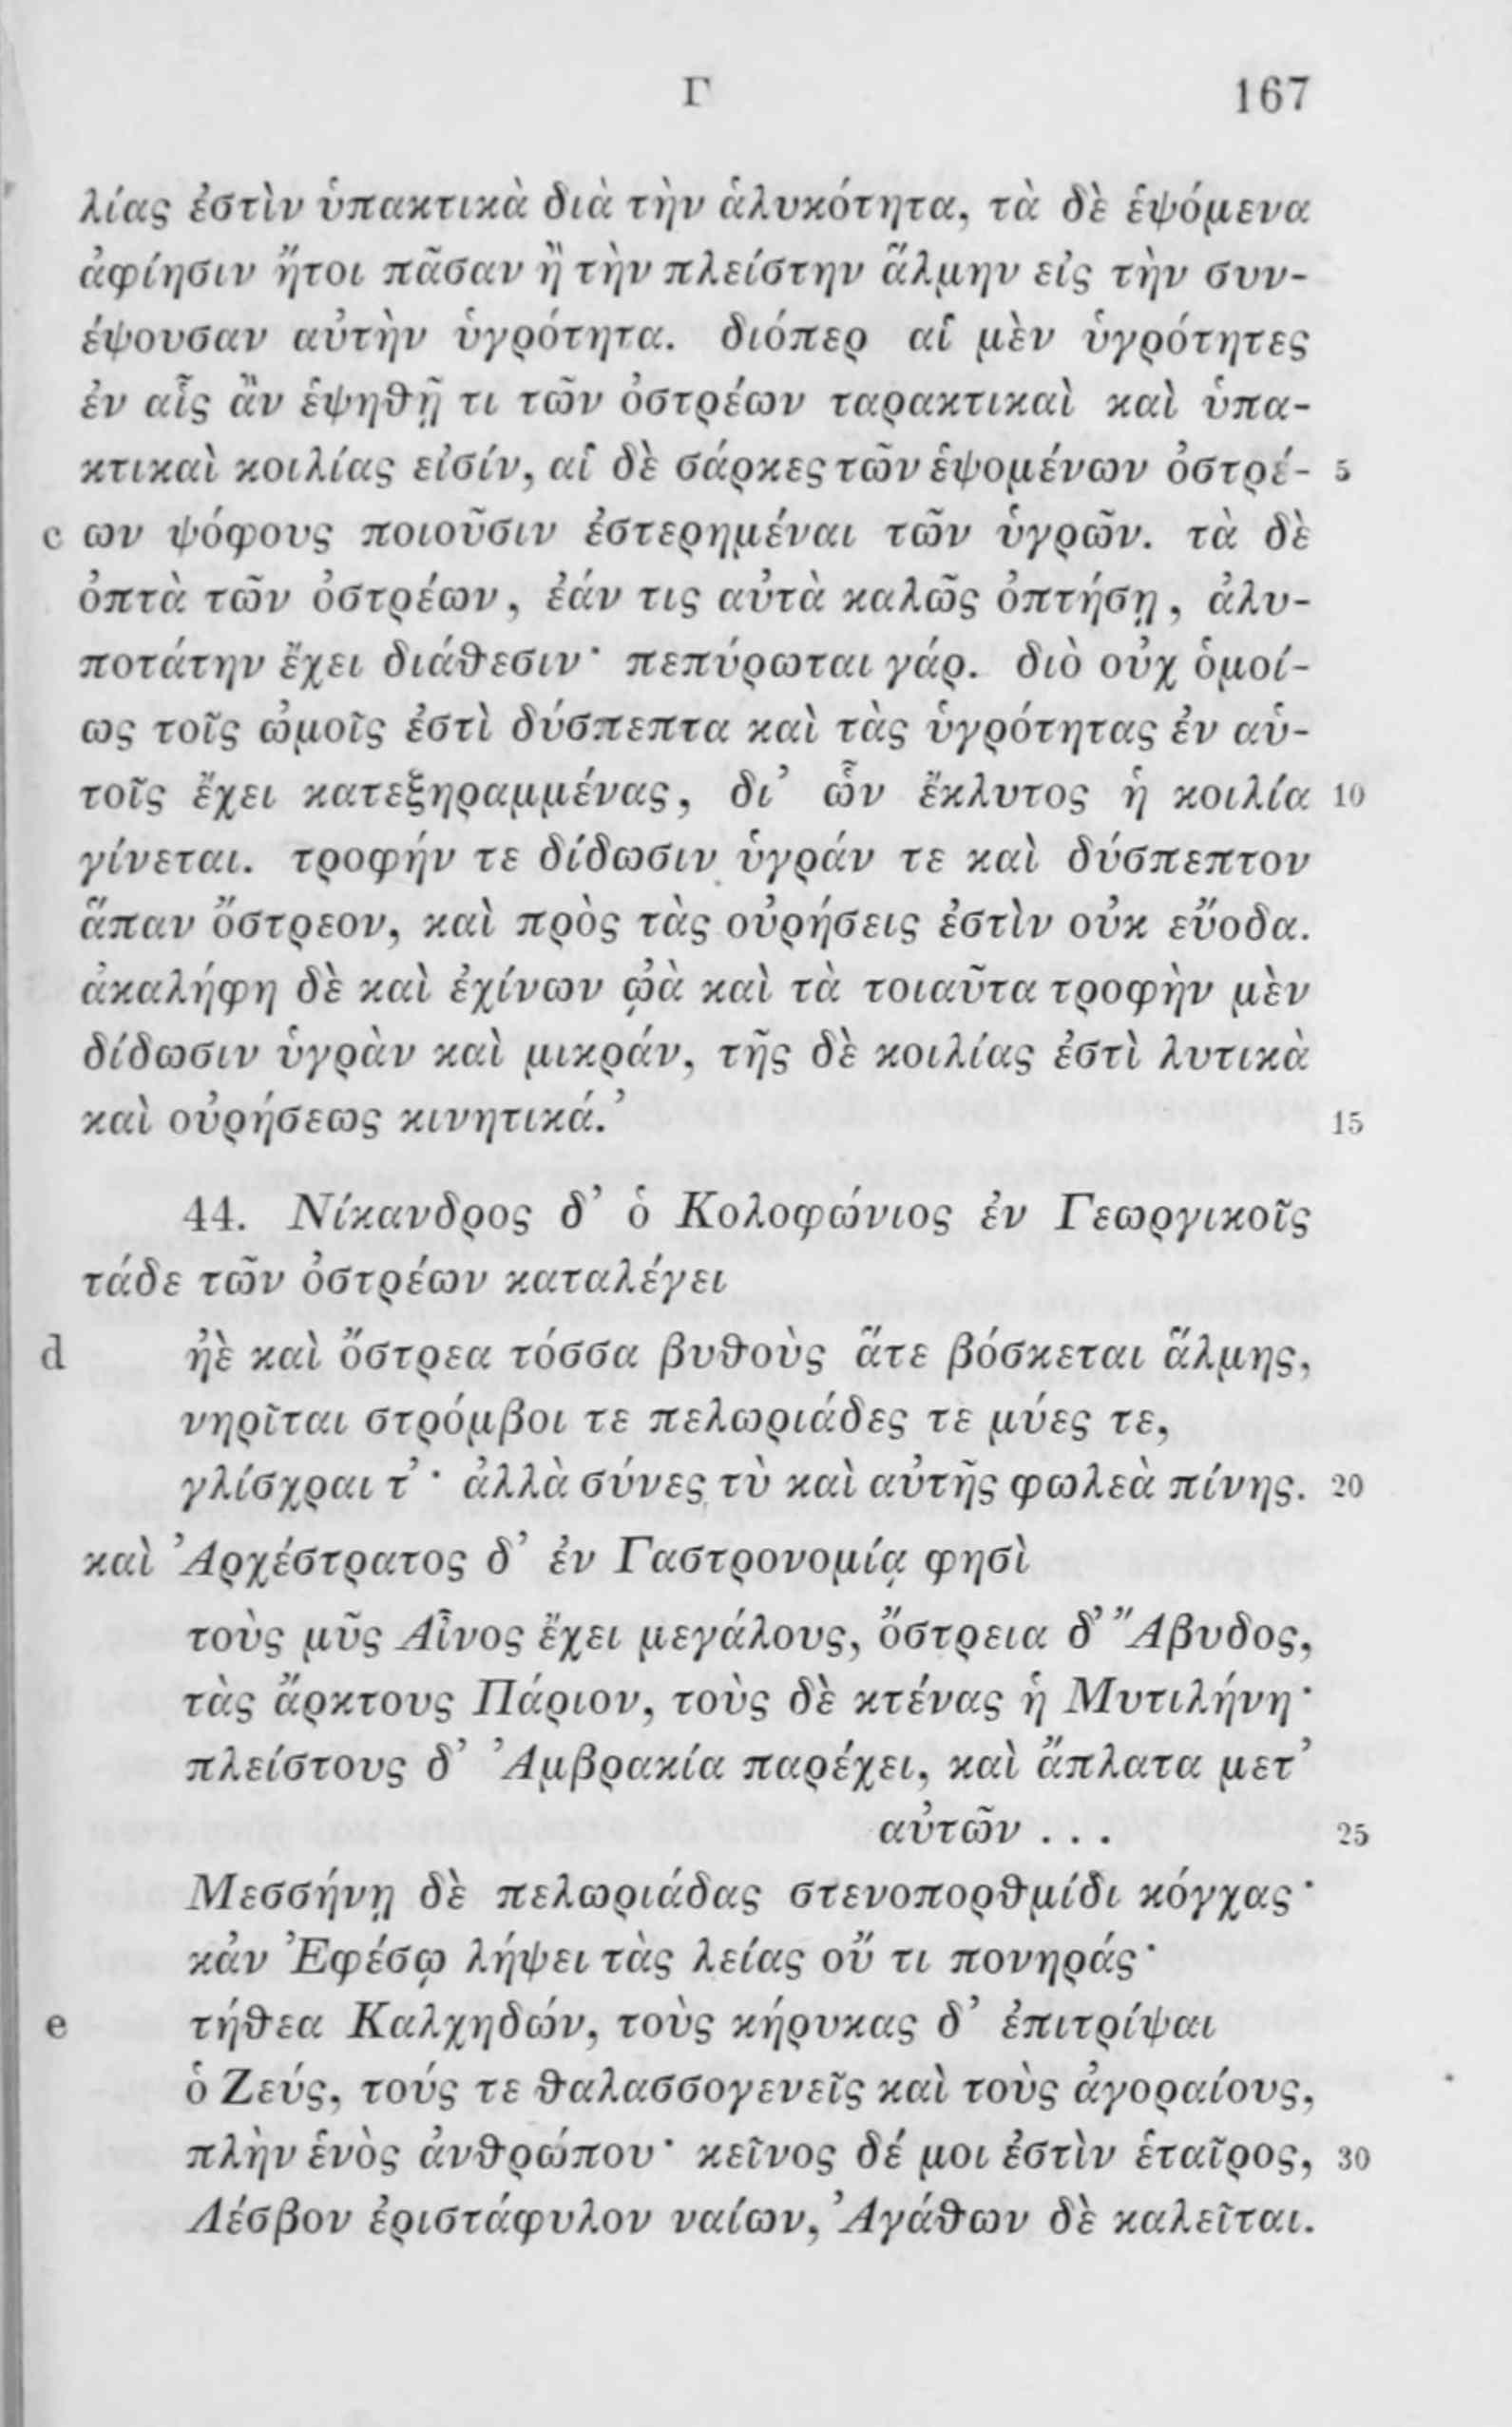 Γ 167
λίας ἐστὶν ὑπακτικὰ διὰ τὴν ἁλυκότητα, τὰ δὲ ἑψόμενα
ἀφίησιν ἤτοι πᾶσαν ἢ τὴν πλείστην ἅλμην εἰς τὴν συν-
έψουσαν αὐτὴν ὑγρότητα. διόπερ αἱ μὲν ὑγρότητες
ἐν αἷς ἂν ἑψηθῇ τι τῶν ὀστρέων ταρακτικαὶ καὶ ὑπα-
κτικαὶ κοιλίας εἰσίν, αἱ δὲ σάρκες τῶν ἑψομένων ὀστρέ- 5
c ων ψόφους ποιοῦσιν ἐστερημέναι τῶν ὑγρῶν. τὰ δὲ
ὀπτὰ τῶν ὀστρέων, ἐάν τις αὐτὰ καλῶς ὀπτήσῃ, ἀλυ-
ποτάτην ἔχει διάθεσιν· πεπύρωται γάρ. διὸ οὐχ ὁμοί-
ως τοῖς ὠμοῖς ἐστὶ δύσπεπτα καὶ τὰς ὑγρότητας ἐν αὑ-
τοῖς ἔχει κατεξηραμμένας, δι’ ὧν ἔκλυτος ἡ κοιλία 10
γίνεται. τροφήν τε δίδωσιν ὑγράν τε καὶ δύσπεπτον
ἅπαν ὄστρεον, καὶ πρὸς τὰς οὐρήσεις ἐστὶν οὐκ εὔοδα.
ἀκαλήφη δὲ καὶ ἐχίνων ᾠὰ καὶ τὰ τοιαῦτα τροφὴν μὲν
δίδωσιν ὑγρὰν καὶ μικράν, τῆς δὲ κοιλίας ἐστὶ λυτικὰ
καὶ οὐρήσεως κινητικά.’ 15
44. Νίκανδρος δ’ ὁ Κολοφώνιος ἐν Γεωργικοῖς
τάδε τῶν ὀστρέων καταλέγει
d ἠὲ καὶ ὄστρεα τόσσα βυθοὺς ἅτε βόσκεται ἅλμης,
νηρῖται στρόμβοι τε πελωριάδες τε μύες τε,
γλίσχραι τ’· ἀλλὰ σύνες τὺ καὶ αὐτῆς φωλεὰ πίνης. 20
καὶ Ἀρχέστρατος δ’ ἐν Γαστρονομίᾳ φησὶ
τοὺς μῦς Αἶνος ἔχει μεγάλους, ὄστρεια δ’ Ἄβυδος,
τὰς ἄρκτους Πάριον, τοὺς δὲ κτένας ἡ Μυτιλήνη·
πλείστους δ’ Ἀμβρακία παρέχει, καὶ ἄπλατα μετ’
αὐτῶν . . . 25
Μεσσήνῃ δὲ πελωριάδας στενοπορθμίδι κόγχας·
κἀν Ἐφέσῳ λήψει τὰς λείας οὔ τι πονηράς·
e τήθεα Καλχηδών, τοὺς κήρυκας δ’ ἐπιτρίψαι
ὁ Ζεύς, τούς τε θαλασσογενεῖς καὶ τοὺς ἀγοραίους,
πλὴν ἑνὸς ἀνθρώπου· κεῖνος δέ μοι ἐστὶν ἑταῖρος, 30
Λέσβον ἐριστάφυλον ναίων, Ἀγάθων δὲ καλεῖται.